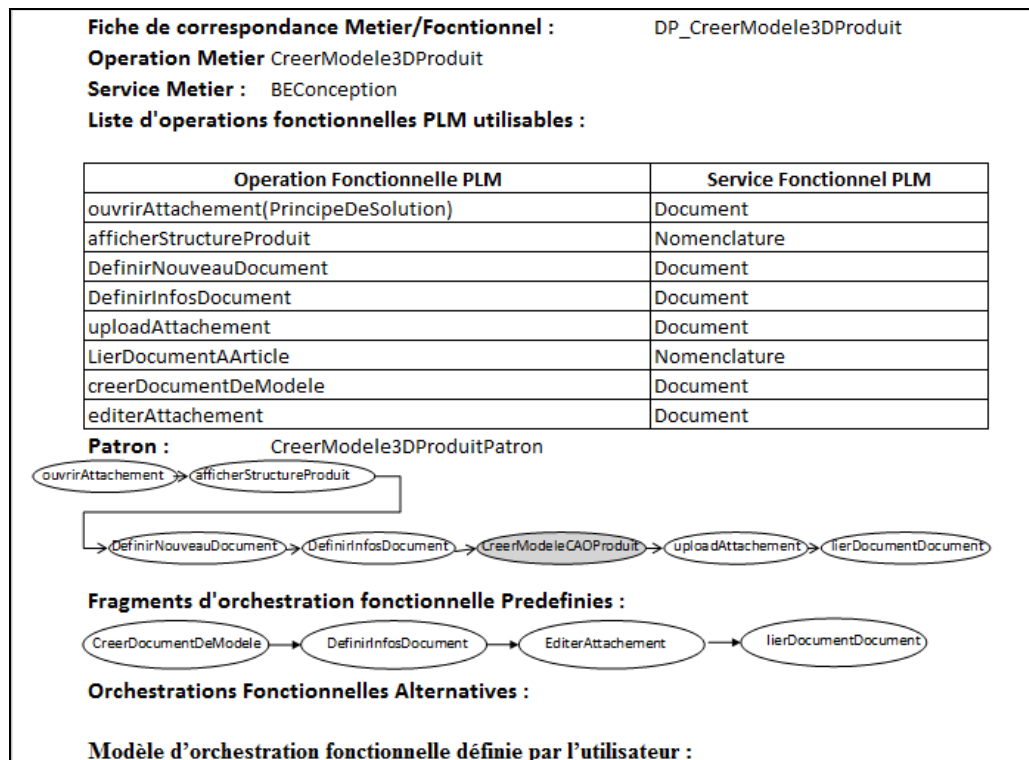 Fiche de correspondance Metier/Focntionnel : DP_CreerModele3DProduit
Operation Metier CreerModele3DProduit
Service Metier : BEConception
Liste d'operations fonctionnelles PLM utilisables :
Operation Fonctionnelle PLM Service Fonctionnel PLM
ouvrirAttachement(PrincipeDeSolution) Document
afficherStructureProduit Nomenclature
DefinirNouveauDocument Document
DefinirInfosDocument Document
uploadAttachement Document
LierDocumentAArticle Nomenclature
creerDocumentDeModele Document
editerAttachement Document
Patron : CreerModele3DProduitPatron
ouvrirAttachement afficherStructureProduit
DefinirNouveauDocument DefinirInfosDocument CreerModeleCAOProduit uploadAttachement lierDocumentDocument
Fragments d'orchestration fonctionnelle Predefinies :
CreerDocumentDeModele DefinirInfosDocument EditerAttachement lierDocumentDocument
Orchestrations Fonctionnelles Alternatives :
Modèle d'orchestration fonctionnelle définie par l'utilisateur :